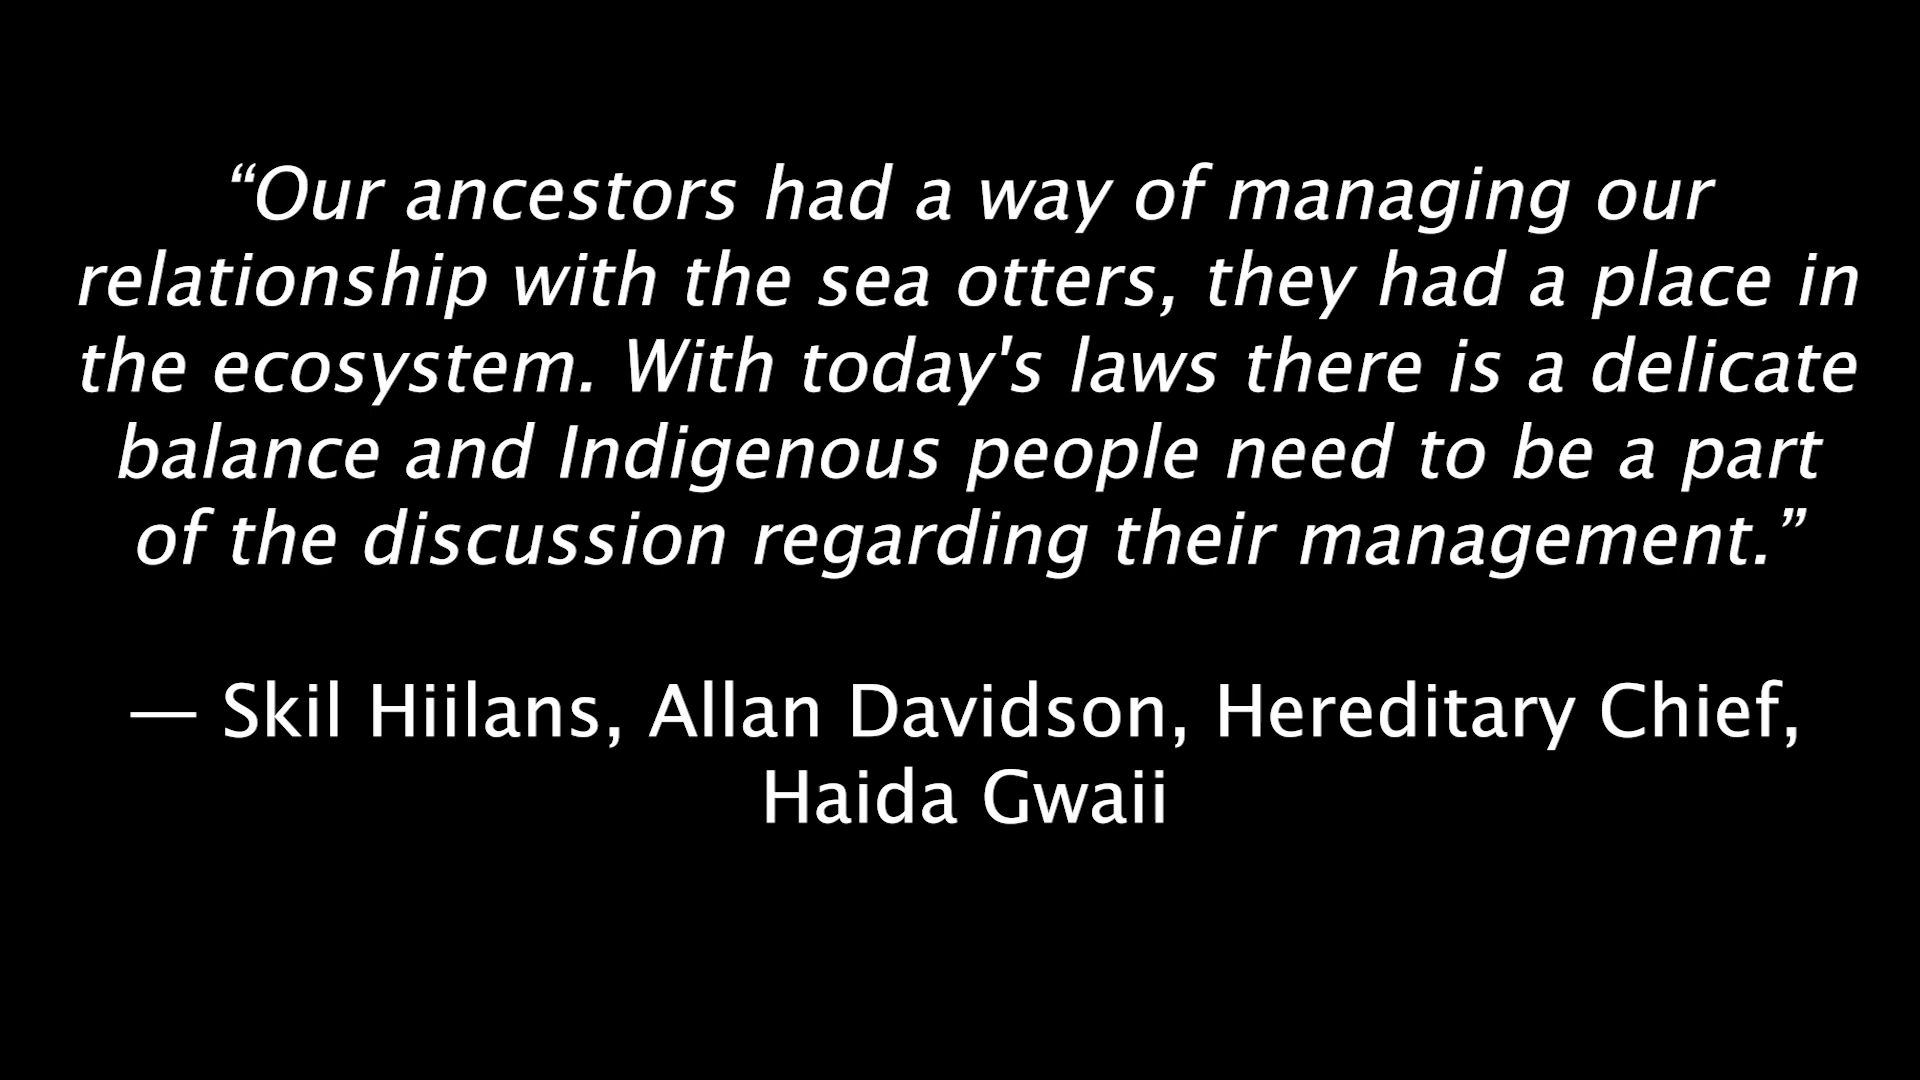 “Our ancestors had a way of managing our
relationship with the sea otters, they had a place in
the ecosystem. With today's laws there is a delicate
balance and Indigenous people need to be a part
of the discussion regarding their management.”
— Skil Hiilans, Allan Davidson, Hereditary Chief,
Haida Gwaii